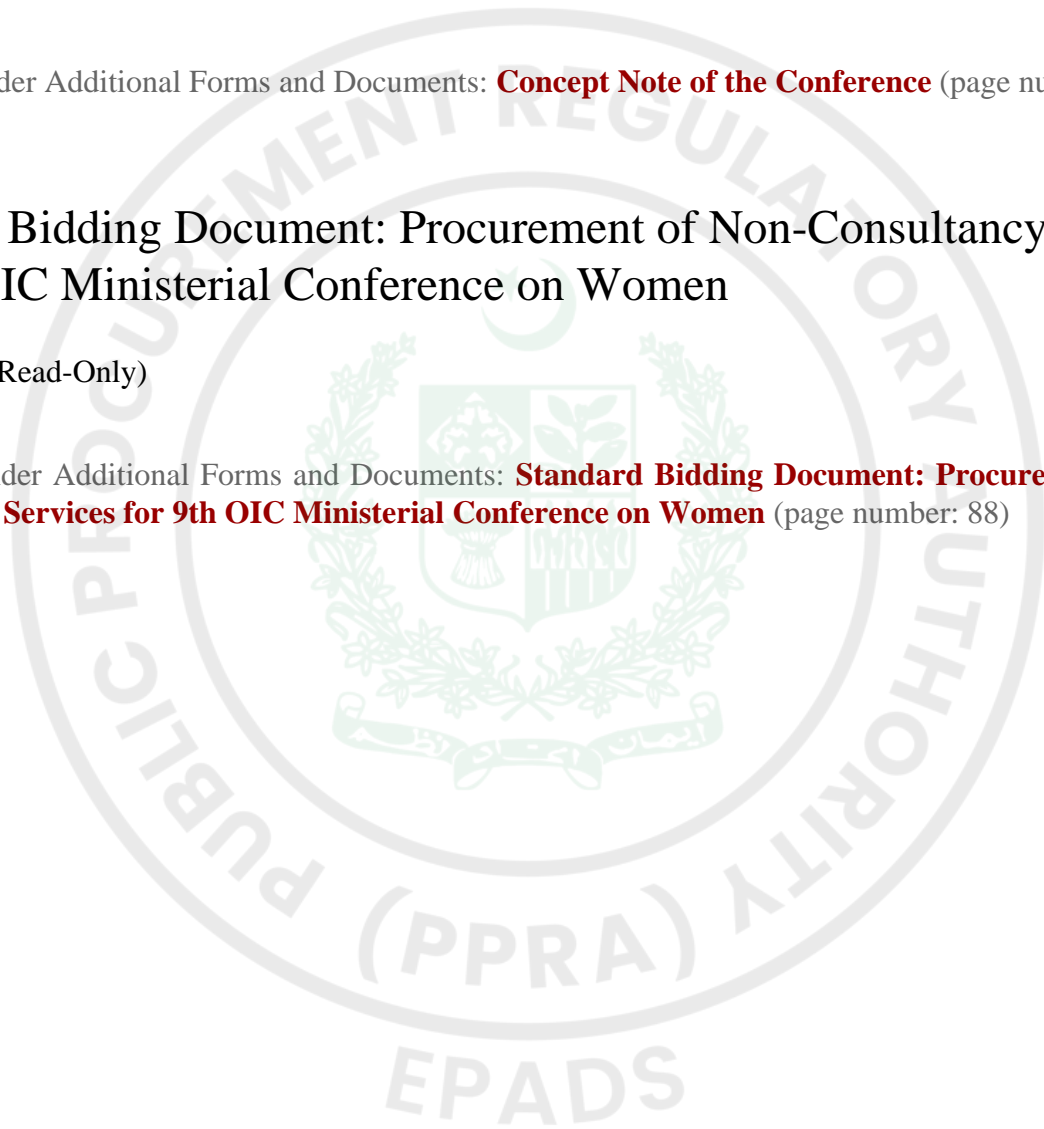 der Additional Forms and Documents: Concept Note of the Conference (page nu
Bidding Document: Procurement of Non-Consultancy
IC Ministerial Conference on Women
Read-Only)
der Additional Forms and Documents: Standard Bidding Document: Procure
Services for 9th OIC Ministerial Conference on Women (page number: 88)
PUBLIC PROCUREMENT REGULATORY AUTHORITY
(PPRA)
EPADS